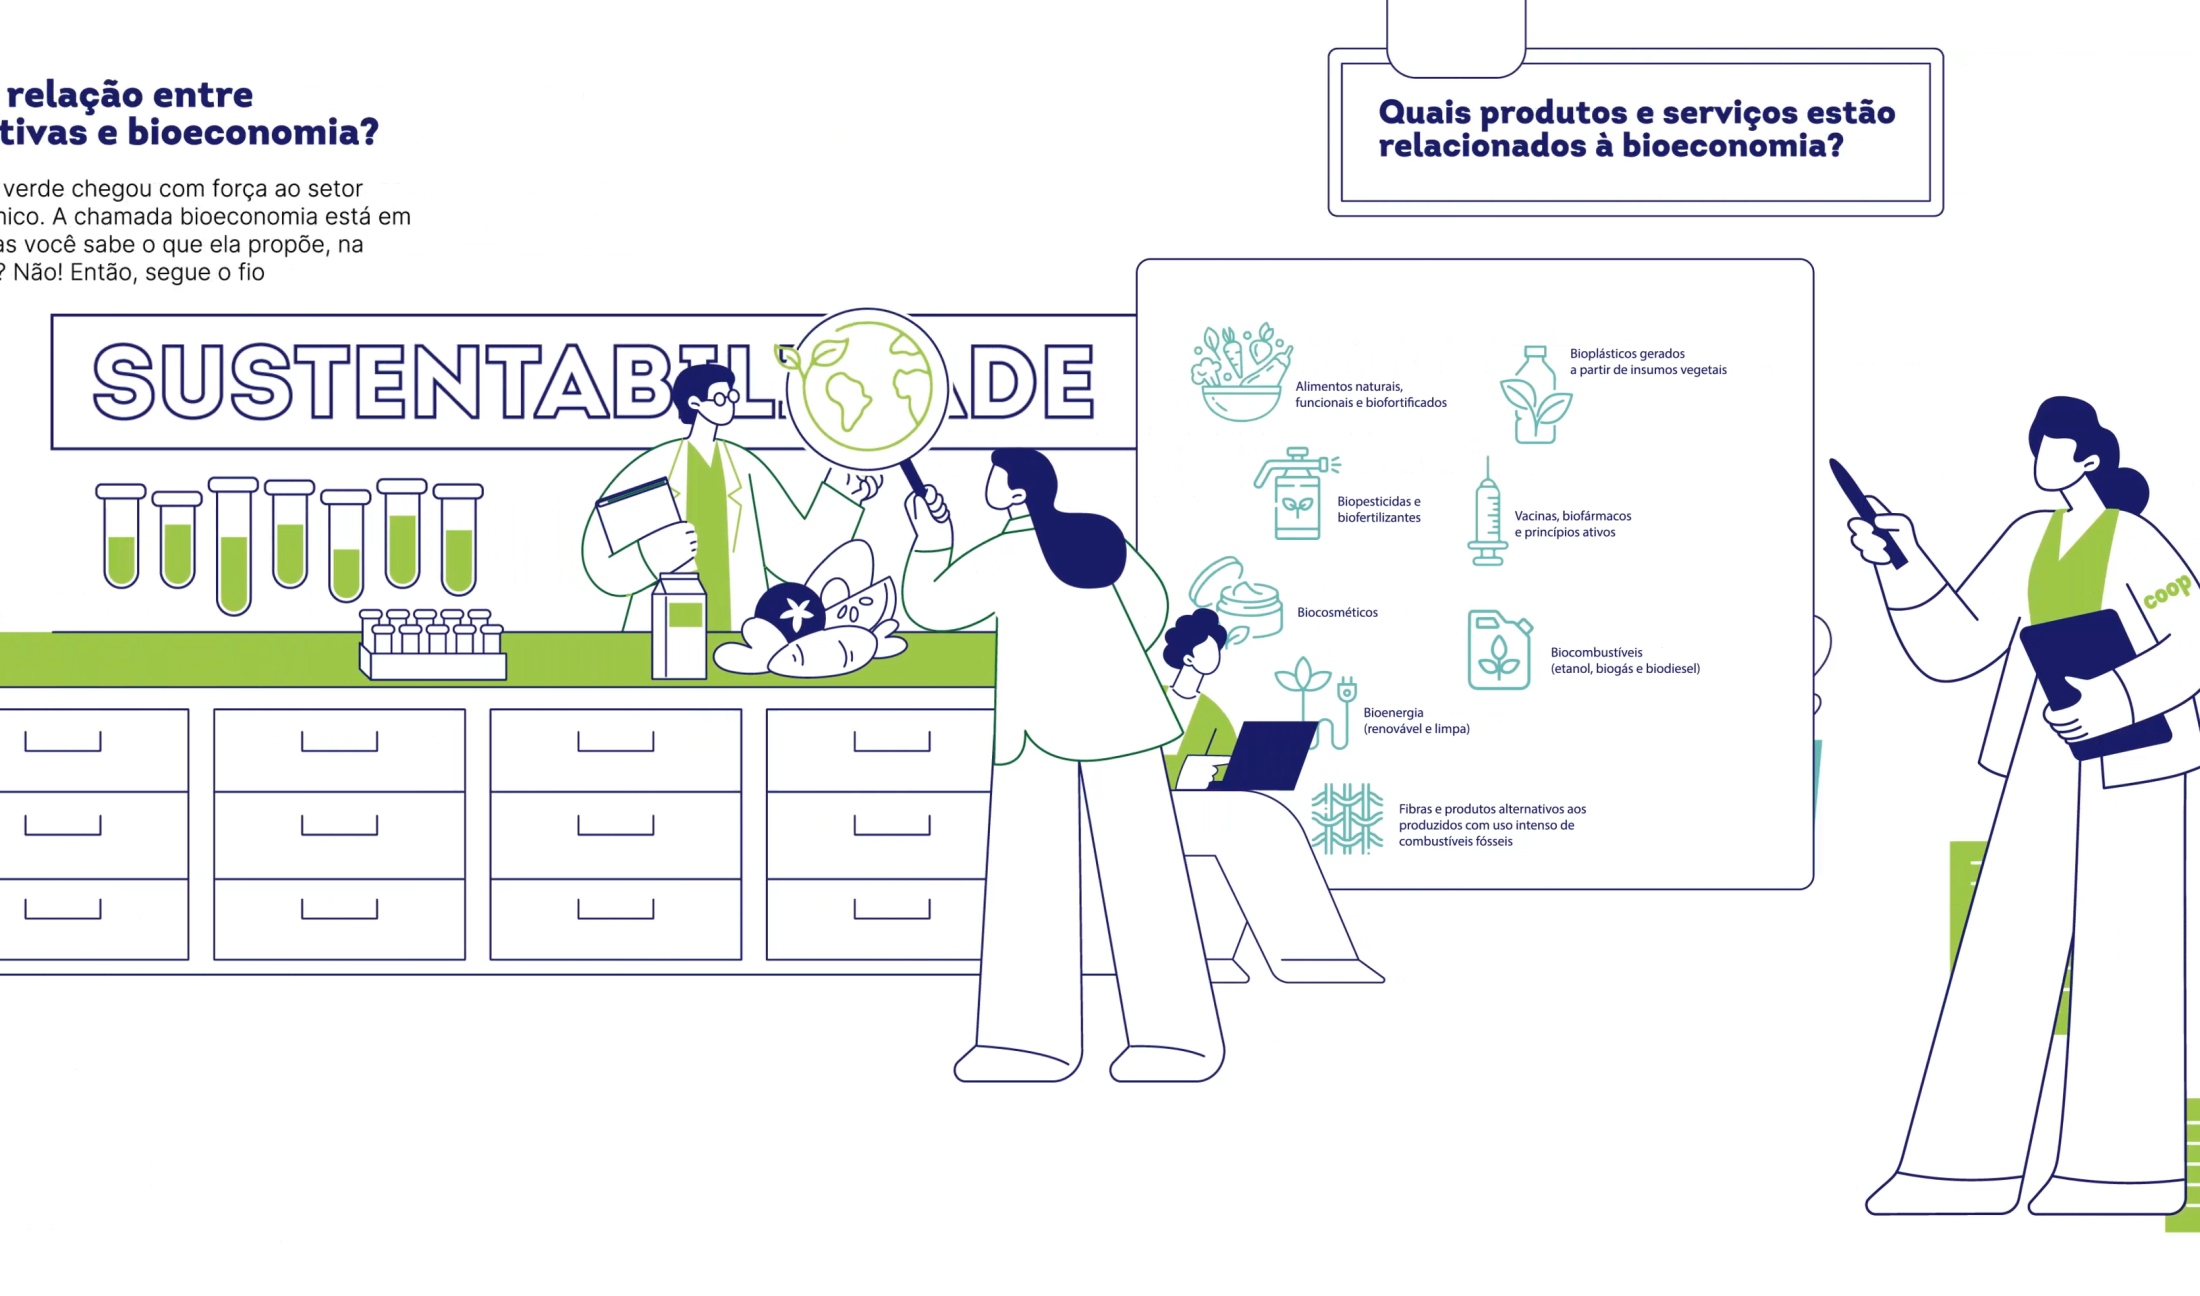 relação entre
tivas e bioeconomia?
verde chegou com força ao setor
nico. A chamada bioeconomia está em
as você sabe o que ela propõe, na
? Não! Então, segue o fio
SUSTENTABIL ADE
Quais produtos e serviços estão
relacionados à bioeconomia?
Alimentos naturais,
funcionais e biofortificados
Bioplásticos gerados
a partir de insumos vegetais
Biopesticidas e
biofertilizantes
Vacinas, biofármacos
e princípios ativos
Biocosméticos
Biocombustíveis
(etanol, biogás e biodiesel)
Bioenergia
(renovável e limpa)
Fibras e produtos alternativos aos
produzidos com uso intenso de
combustíveis fósseis
coop